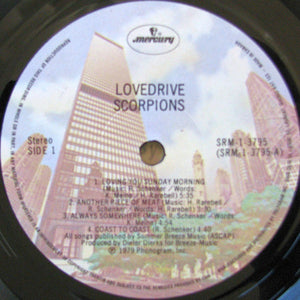 mercury
LOVEDRIVE
SCORPIONS
Stereo
SIDE 1
SRM-1-3795
(SRM-1-3795-A)
1. LOVING YOU SUNDAY MORNING
(Music: R. Schenker / Words:
K. Meine / H. Rarebell) 5:35
2. ANOTHER PIECE OF MEAT (Music: H. Rarebell
R. Schenker / Words: H. Rarebell) 3:30
3. ALWAYS SOMEWHERE (Music: R. Schenker / Words:
K. Meine) 4:54
4. COAST TO COAST (R. Schenker) 4:40
All songs published by Summer Breeze Music (ASCAP)
Produced by Dieter Dierks for Breeze-Music
℗ 1979 Phonogram, Inc.